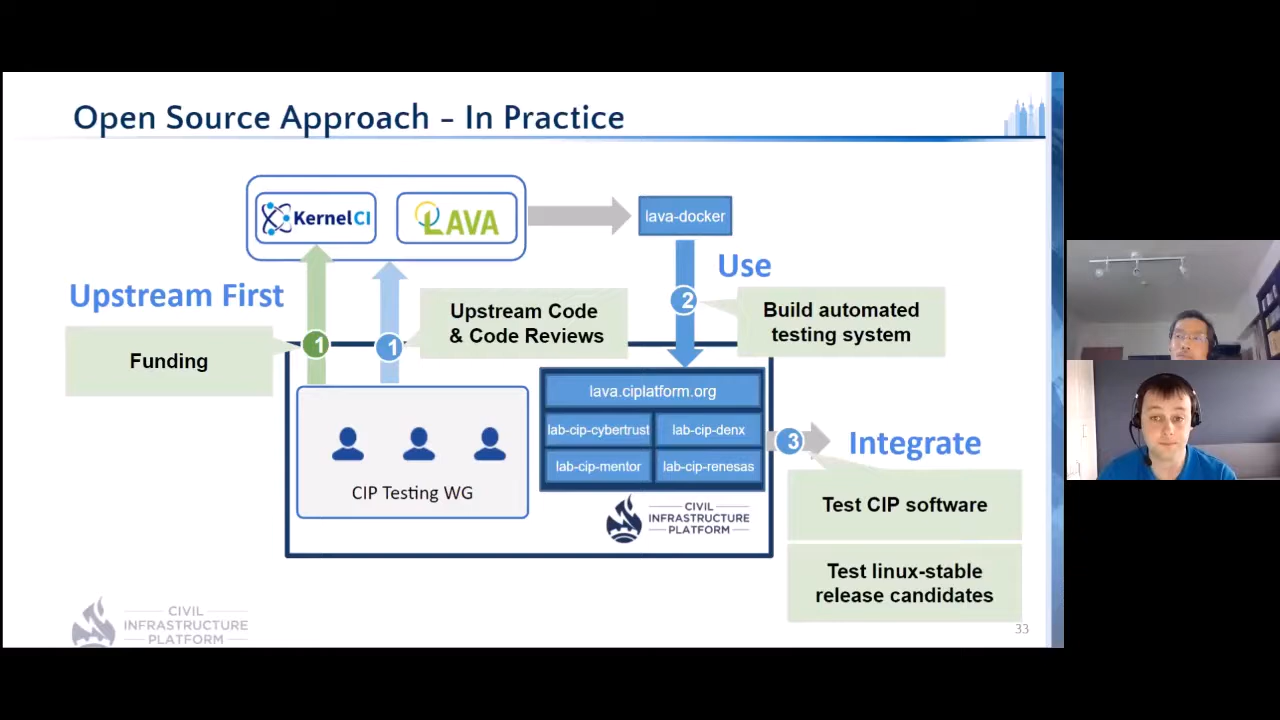 Open Source Approach – In Practice
KernelCI
LAVA
lava-docker
Upstream First
Use
Funding
1
1
Upstream Code
& Code Reviews
2
Build automated
testing system
CIP Testing WG
lava.ciplatform.org
lab-cip-cybertrust
lab-cip-denx
lab-cip-mentor
lab-cip-renesas
CIVIL
INFRASTRUCTURE
PLATFORM
3
Integrate
Test CIP software
Test linux-stable
release candidates
CIVIL
INFRASTRUCTURE
PLATFORM
33